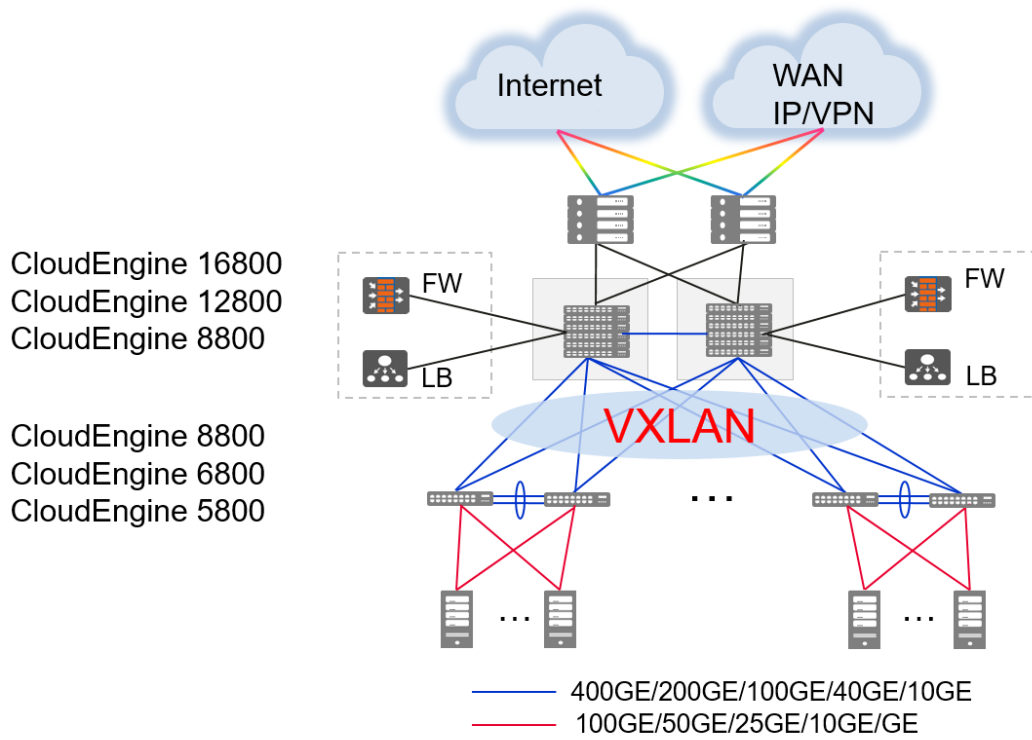 Internet
WAN
IP/VPN
CloudEngine 16800
CloudEngine 12800
CloudEngine 8800
FW
LB
FW
LB
VXLAN
CloudEngine 8800
CloudEngine 6800
CloudEngine 5800
...
...
...
400GE/200GE/100GE/40GE/10GE
100GE/50GE/25GE/10GE/GE